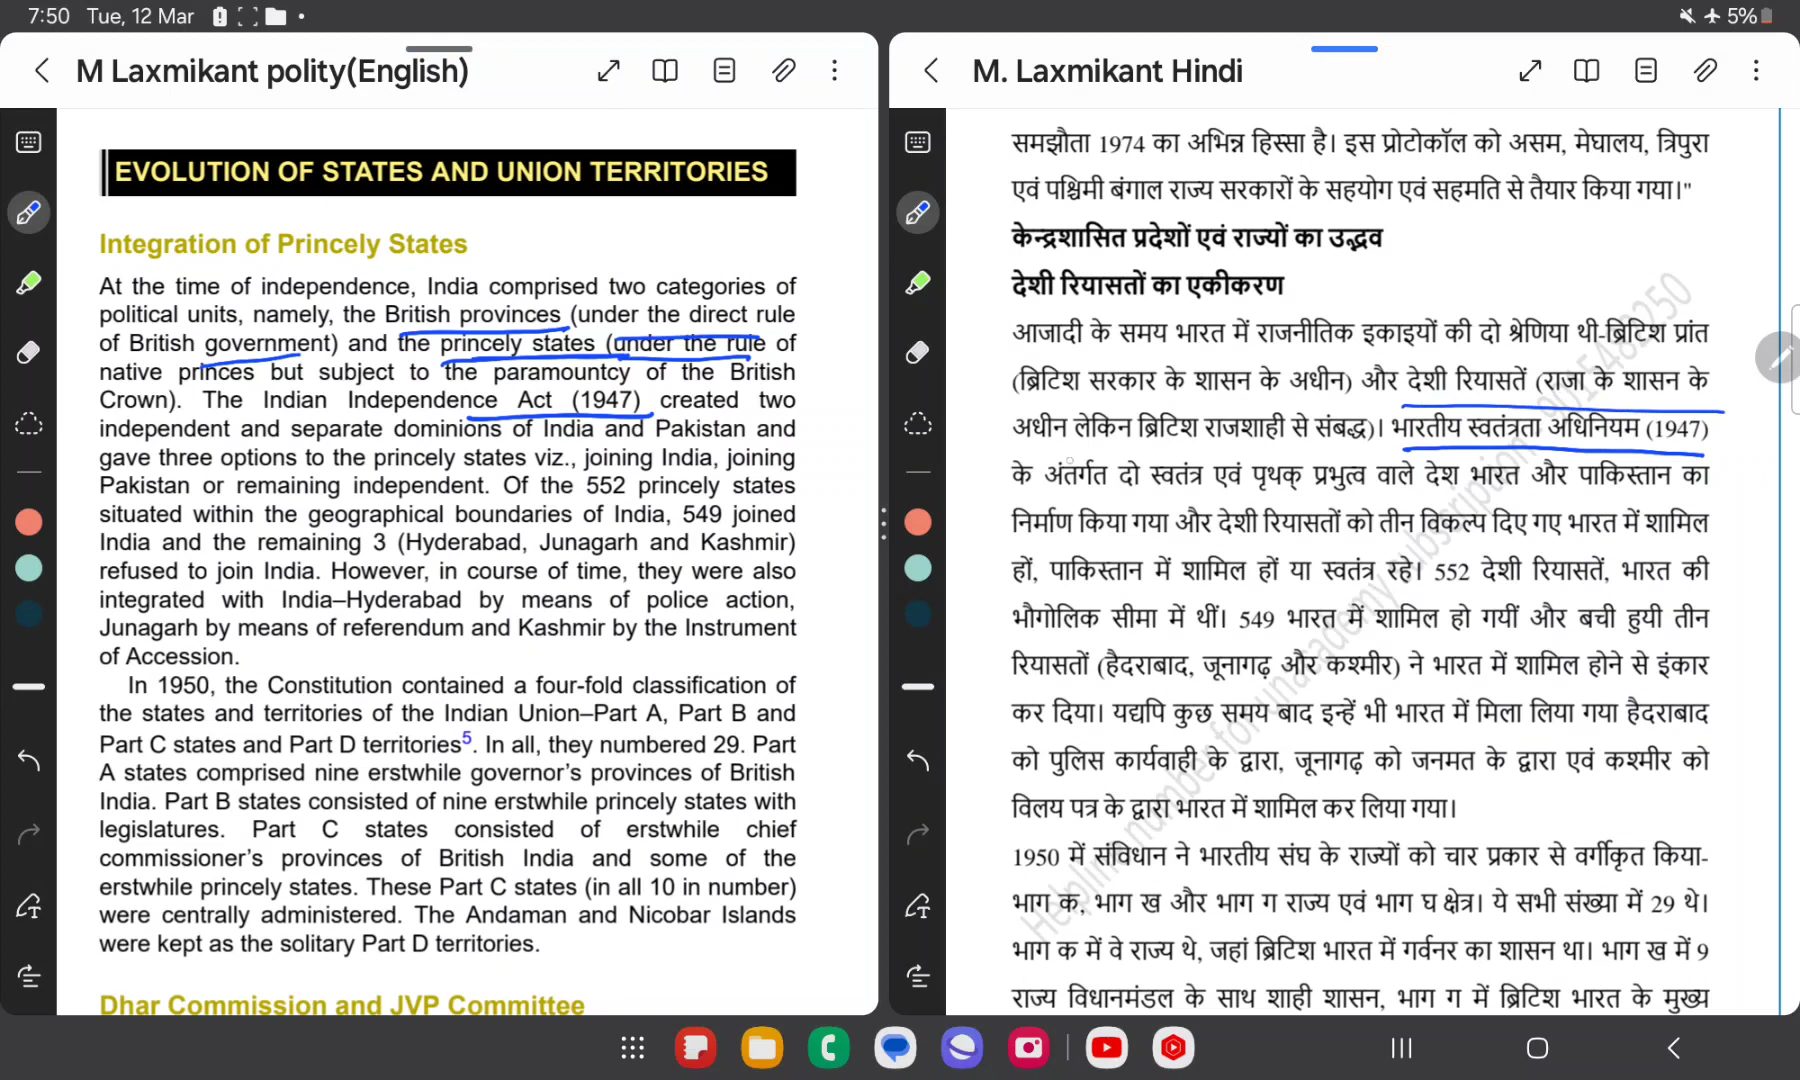 7:50 Tue, 12 Mar
5%
M Laxmikant polity(English)
EVOLUTION OF STATES AND UNION TERRITORIES
Integration of Princely States
At the time of independence, India comprised two categories of
political units, namely, the British provinces (under the direct rule
of British government) and the princely states (under the rule of
native princes but subject to the paramountcy of the British
Crown). The Indian Independence Act (1947) created two
independent and separate dominions of India and Pakistan and
gave three options to the princely states viz., joining India, joining
Pakistan or remaining independent. Of the 552 princely states
situated within the geographical boundaries of India, 549 joined
India and the remaining 3 (Hyderabad, Junagarh and Kashmir)
refused to join India. However, in course of time, they were also
integrated with India–Hyderabad by means of police action,
Junagarh by means of referendum and Kashmir by the Instrument
of Accession.
In 1950, the Constitution contained a four-fold classification of
the states and territories of the Indian Union–Part A, Part B and
Part C states and Part D territories5. In all, they numbered 29. Part
A states comprised nine erstwhile governor's provinces of British
India. Part B states consisted of nine erstwhile princely states with
legislatures. Part C states consisted of erstwhile chief
commissioner's provinces of British India and some of the
erstwhile princely states. These Part C states (in all 10 in number)
were centrally administered. The Andaman and Nicobar Islands
were kept as the solitary Part D territories.
Dhar Commission and JVP Committee
M. Laxmikant Hindi
समझौता 1974 का अभिन्न हिस्सा है। इस प्रोटोकॉल को असम, मेघालय, त्रिपुरा
एवं पश्चिमी बंगाल राज्य सरकारों के सहयोग एवं सहमति से तैयार किया गया।"
केन्द्रशासित प्रदेशों एवं राज्यों का उद्भव
देशी रियासतों का एकीकरण
आजादी के समय भारत में राजनीतिक इकाइयों की दो श्रेणिया थी-ब्रिटिश प्रांत
(ब्रिटिश सरकार के शासन के अधीन) और देशी रियासतें (राजा के शासन के
अधीन लेकिन ब्रिटिश राजशाही से संबद्ध)। भारतीय स्वतंत्रता अधिनियम (1947)
के अंतर्गत दो स्वतंत्र एवं पृथक् प्रभुत्व वाले देश भारत और पाकिस्तान का
निर्माण किया गया और देशी रियासतों को तीन विकल्प दिए गए भारत में शामिल
हों, पाकिस्तान में शामिल हों या स्वतंत्र रहे। 552 देशी रियासतें, भारत की
भौगोलिक सीमा में थीं। 549 भारत में शामिल हो गयीं और बची हुयी तीन
रियासतों (हैदराबाद, जूनागढ़ और कश्मीर) ने भारत में शामिल होने से इंकार
कर दिया। यद्यपि कुछ समय बाद इन्हें भी भारत में मिला लिया गया हैदराबाद
को पुलिस कार्यवाही के द्वारा, जूनागढ़ को जनमत के द्वारा एवं कश्मीर को
विलय पत्र के द्वारा भारत में शामिल कर लिया गया।
1950 में संविधान ने भारतीय संघ के राज्यों को चार प्रकार से वर्गीकृत किया-
भाग क, भाग ख और भाग ग राज्य एवं भाग घ क्षेत्र। ये सभी संख्या में 29 थे।
भाग क में वे राज्य थे, जहां ब्रिटिश भारत में गर्वनर का शासन था। भाग ख में 9
राज्य विधानमंडल के साथ शाही शासन, भाग ग में ब्रिटिश भारत के मुख्य
Helpline number for unacademy subscription